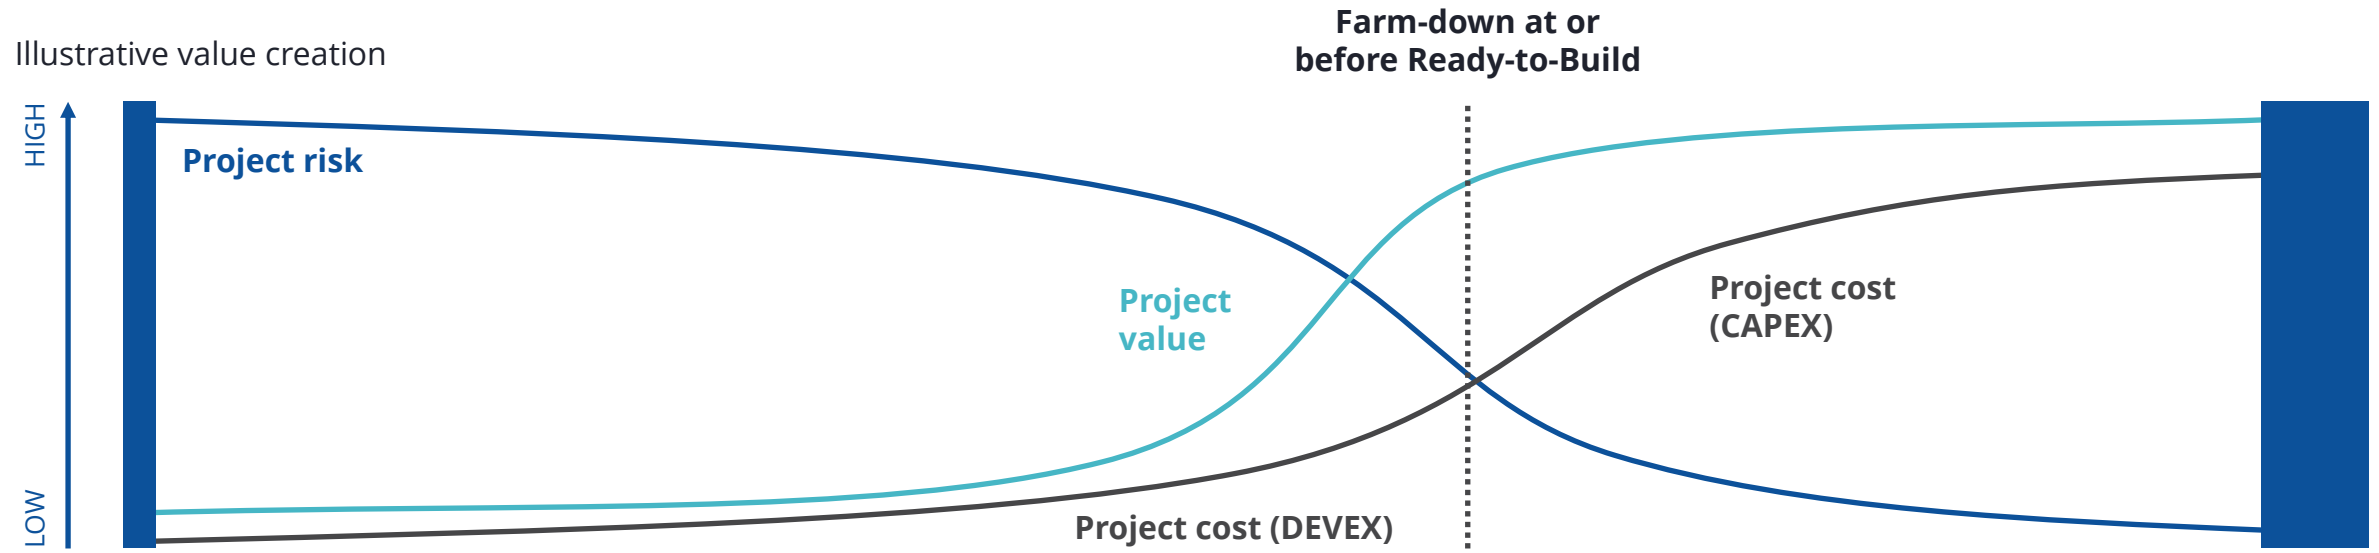 Farm-down at or
before Ready-to-Build
Illustrative value creation
HIGH
Project risk
Project
value
Project cost
(CAPEX)
LOW
Project cost (DEVEX)